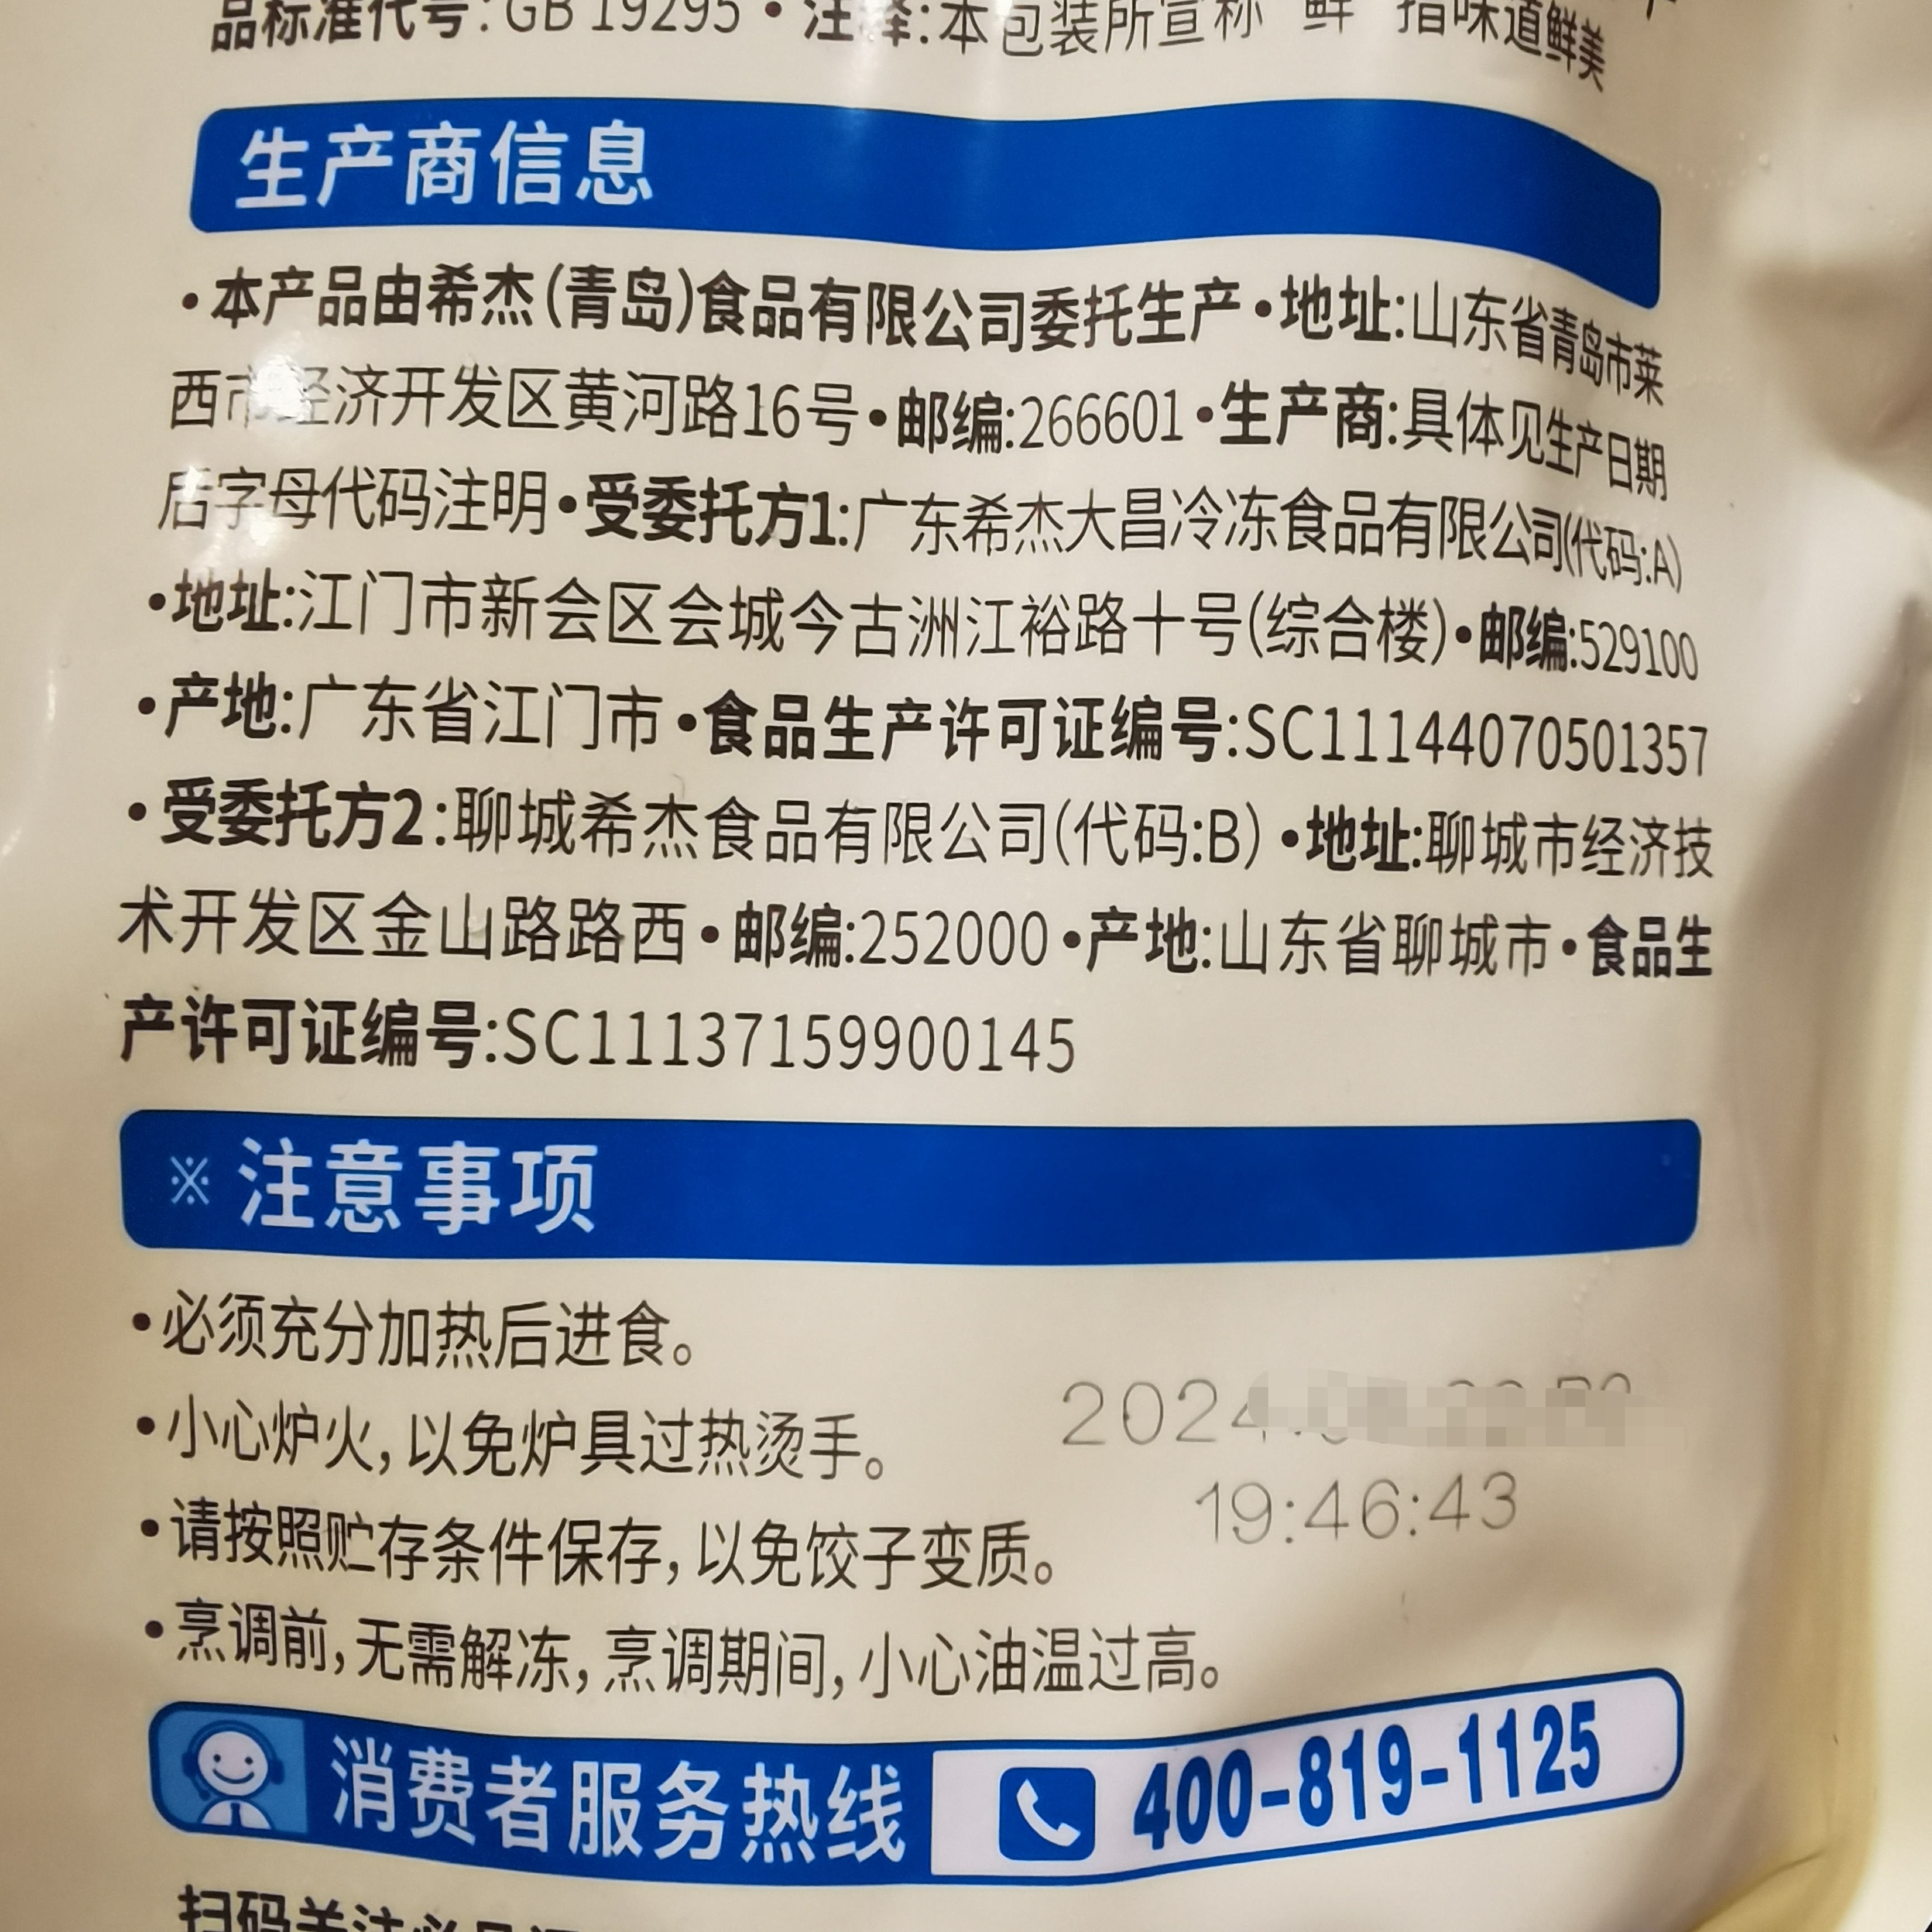 品标准代号:GB 19295•注释:本包装所宣称"鲜"指味道鲜美
生产商信息
•本产品由希杰(青岛)食品有限公司委托生产•地址:山东省青岛市莱
西市经济开发区黄河路16号•邮编:266601•生产商:具体见生产日期
后字母代码注明•受委托方1:广东希杰大昌冷冻食品有限公司(代码:A)
•地址:江门市新会区会城今古洲江裕路十号(综合楼)•邮编:529100
•产地:广东省江门市•食品生产许可证编号:SC11144070501357
•受委托方2:聊城希杰食品有限公司(代码:B)•地址:聊城市经济技
术开发区金山路路西•邮编:252000•产地:山东省聊城市•食品生
产许可证编号:SC11137159900145
※ 注意事项
•必须充分加热后进食。
•小心炉火,以免炉具过热烫手。
2024
19:46:43
•请按照贮存条件保存,以免饺子变质。
•烹调前,无需解冻,烹调期间,小心油温过高。
消费者服务热线 400-819-1125
扫码关注必品